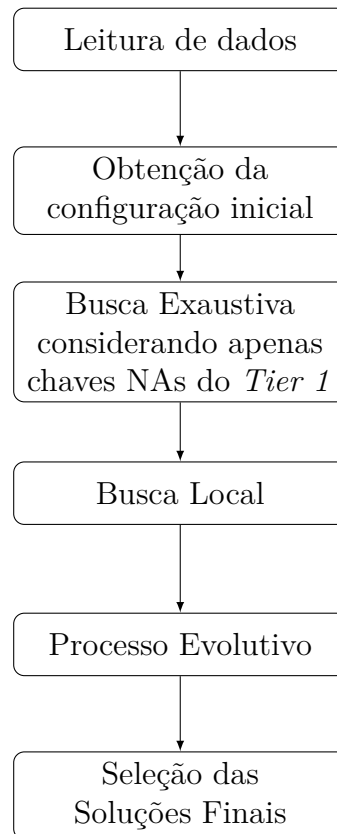 Leitura de dados
Obtenção da
configuração inicial
Busca Exaustiva
considerando apenas
chaves NAs do Tier 1
Busca Local
Processo Evolutivo
Seleção das
Soluções Finais